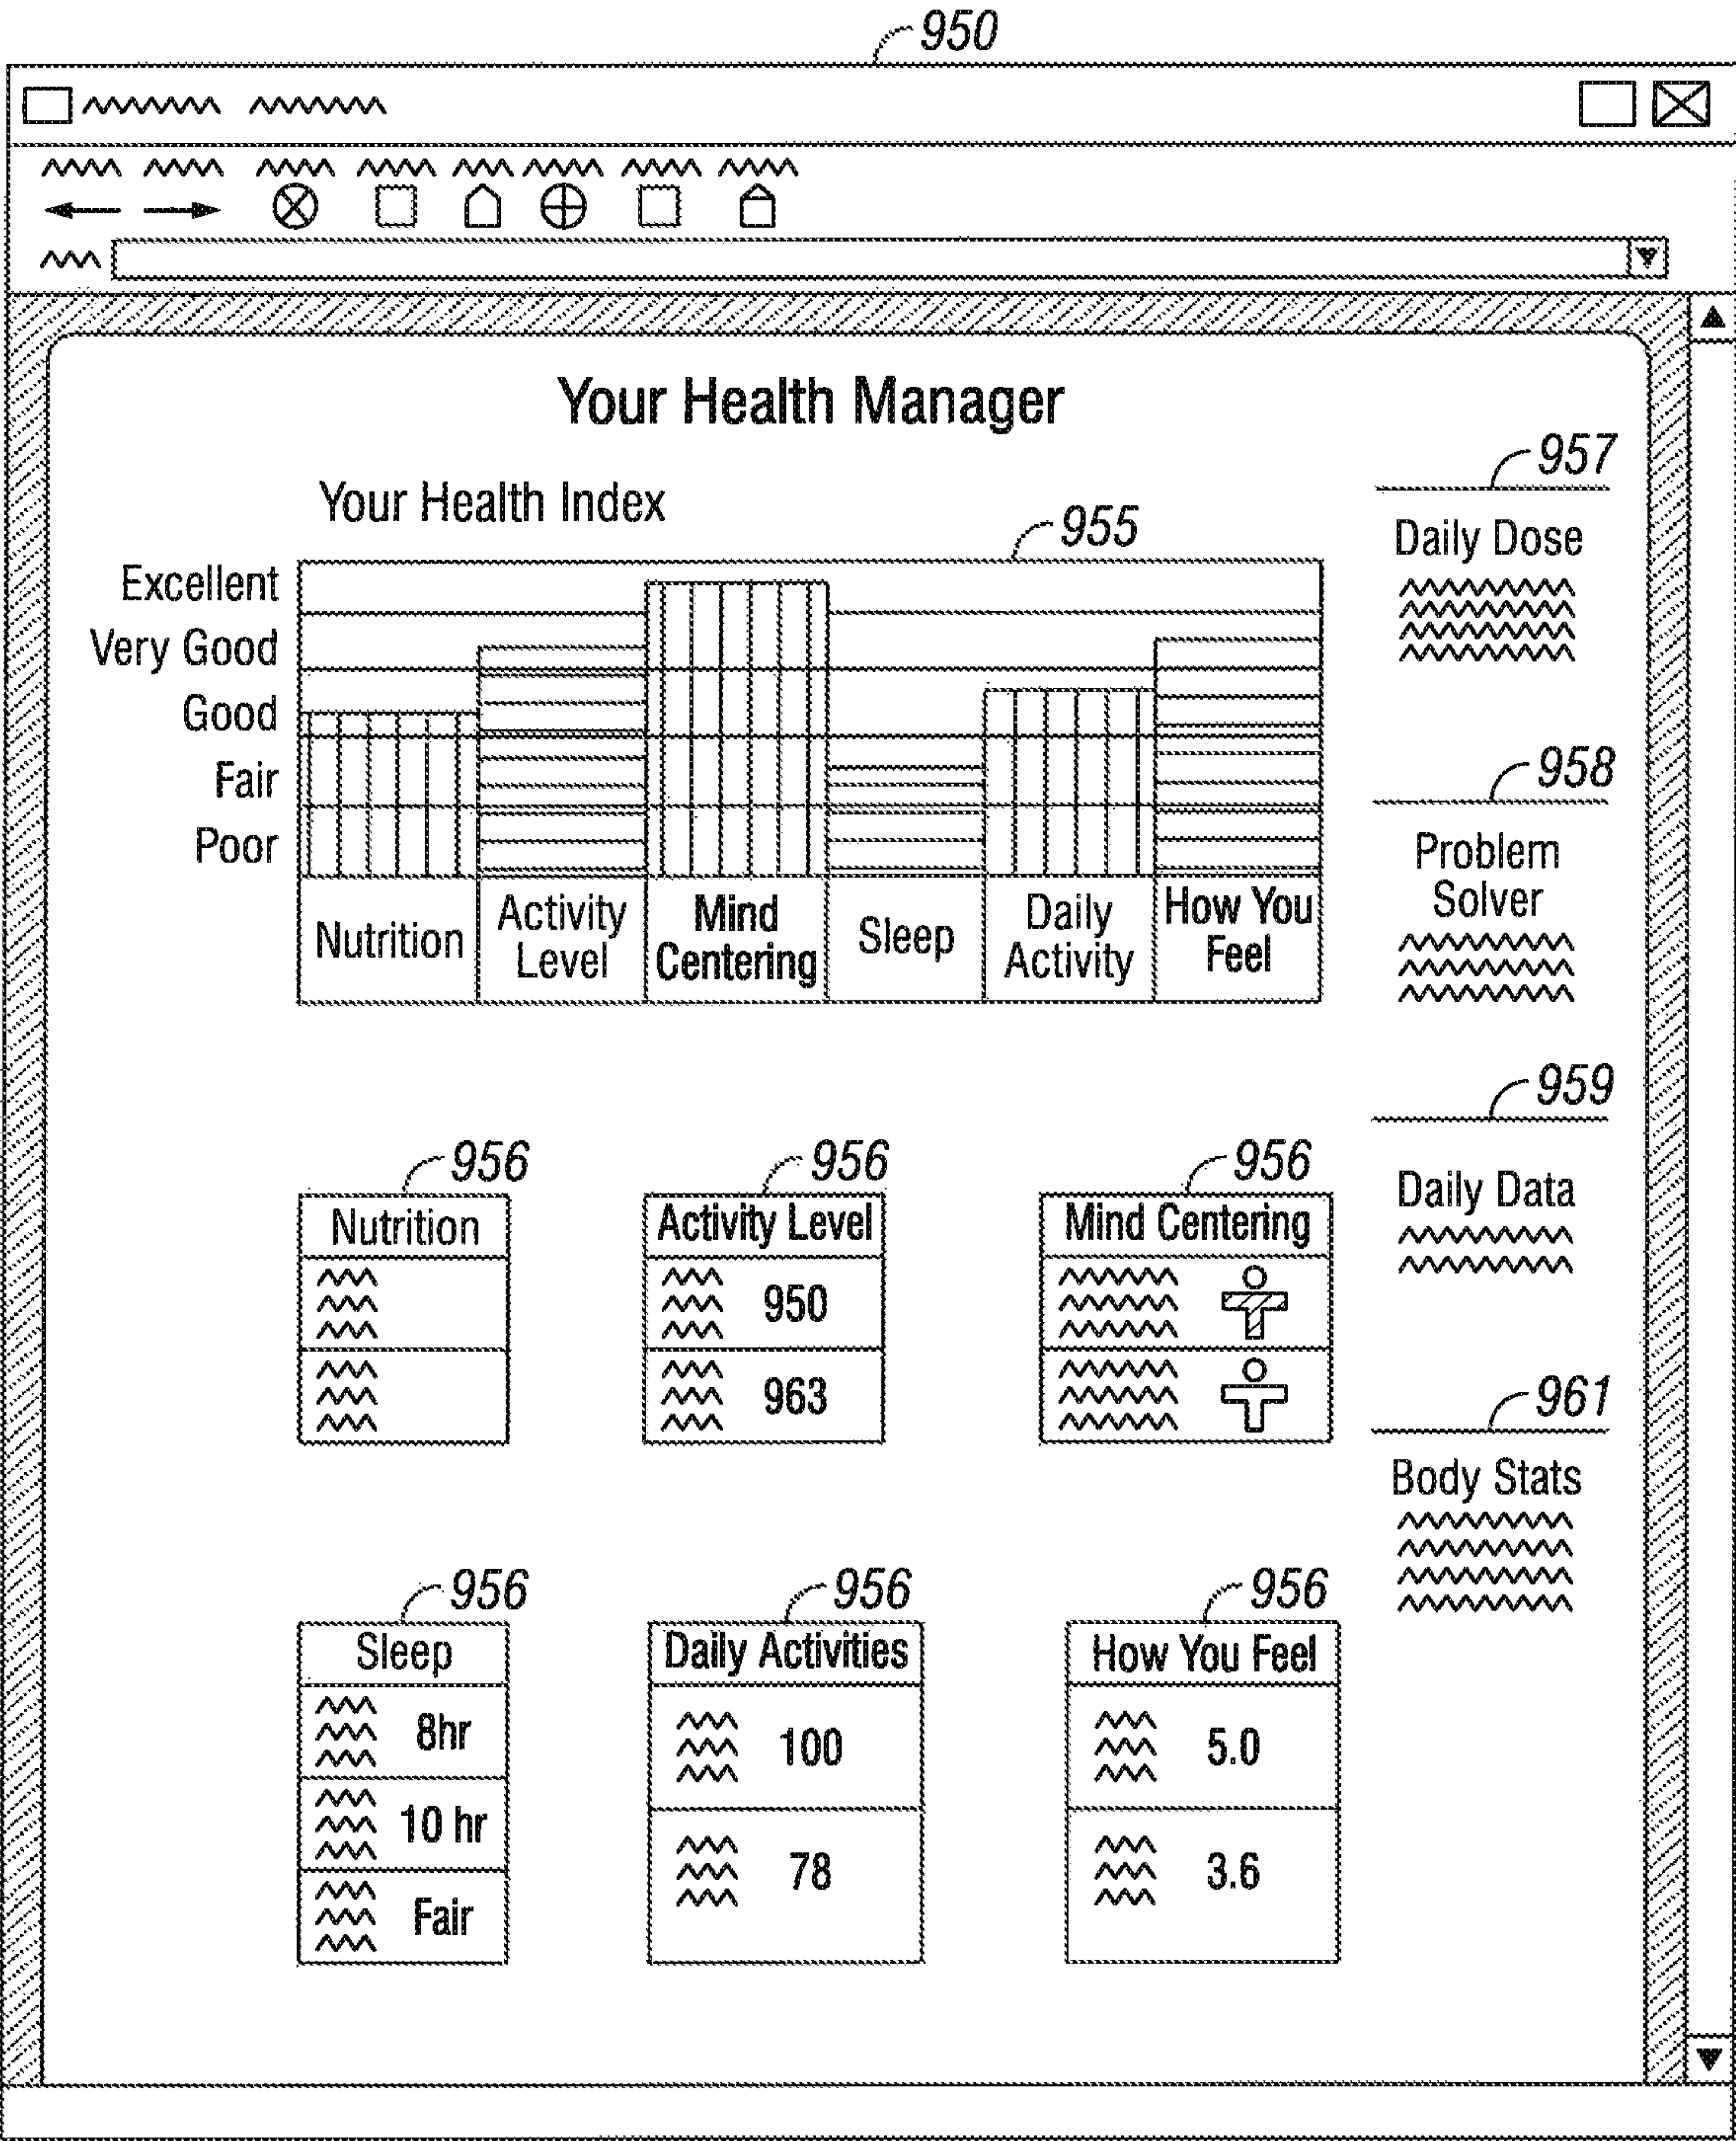 950
Your Health Manager
957
Your Health Index
955
Daily Dose
Excellent
Very Good
Good
Fair
Poor
958
Problem
Solver
Nutrition
Activity
Level
Mind
Centering
Sleep
Daily
Activity
How You
Feel
959
Daily Data
956
956
956
Nutrition
Activity Level
950
963
Mind Centering
961
Body Stats
956
956
956
Sleep
8hr
10 hr
Fair
Daily Activities
100
78
How You Feel
5.0
3.6